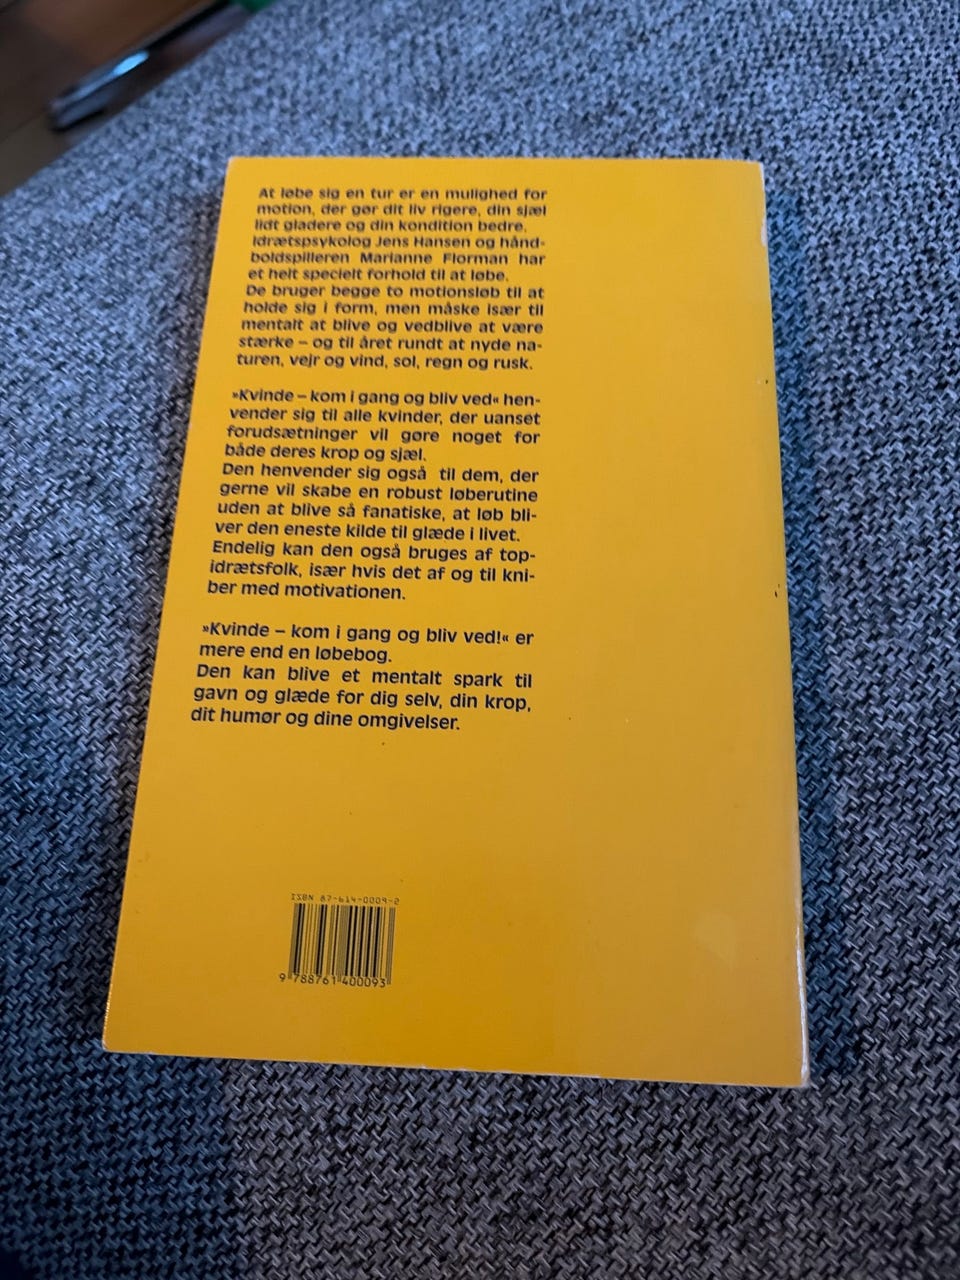 At løbe sig en tur er en mulighed for
motion, der gør dit liv rigere, din sjæl
lidt gladere og din kondition bedre.
Idrætspsykolog Jens Hansen og hånd-
boldspilleren Marianne Florman har
et helt specielt forhold til at løbe.
De bruger begge to motionsløb til at
holde sig i form, men måske især til
mentalt at blive og vedblive at være
stærke – og til året rundt at nyde na-
turen, vejr og vind, sol, regn og rusk.
»Kvinde – kom i gang og bliv ved« hen-
vender sig til alle kvinder, der uanset
forudsætninger vil gøre noget for
både deres krop og sjæl.
Den henvender sig også til dem, der
gerne vil skabe en robust løberutine
uden at blive så fanatiske, at løb bli-
ver den eneste kilde til glæde i livet.
Endelig kan den også bruges af top-
idrætsfolk, især hvis det af og til kni-
ber med motivationen.
»Kvinde – kom i gang og bliv ved!« er
mere end en løbebog.
Den kan blive et mentalt spark til
gavn og glæde for dig selv, din krop,
dit humør og dine omgivelser.
ISBN 87-614-0009-2
9 788761 400093